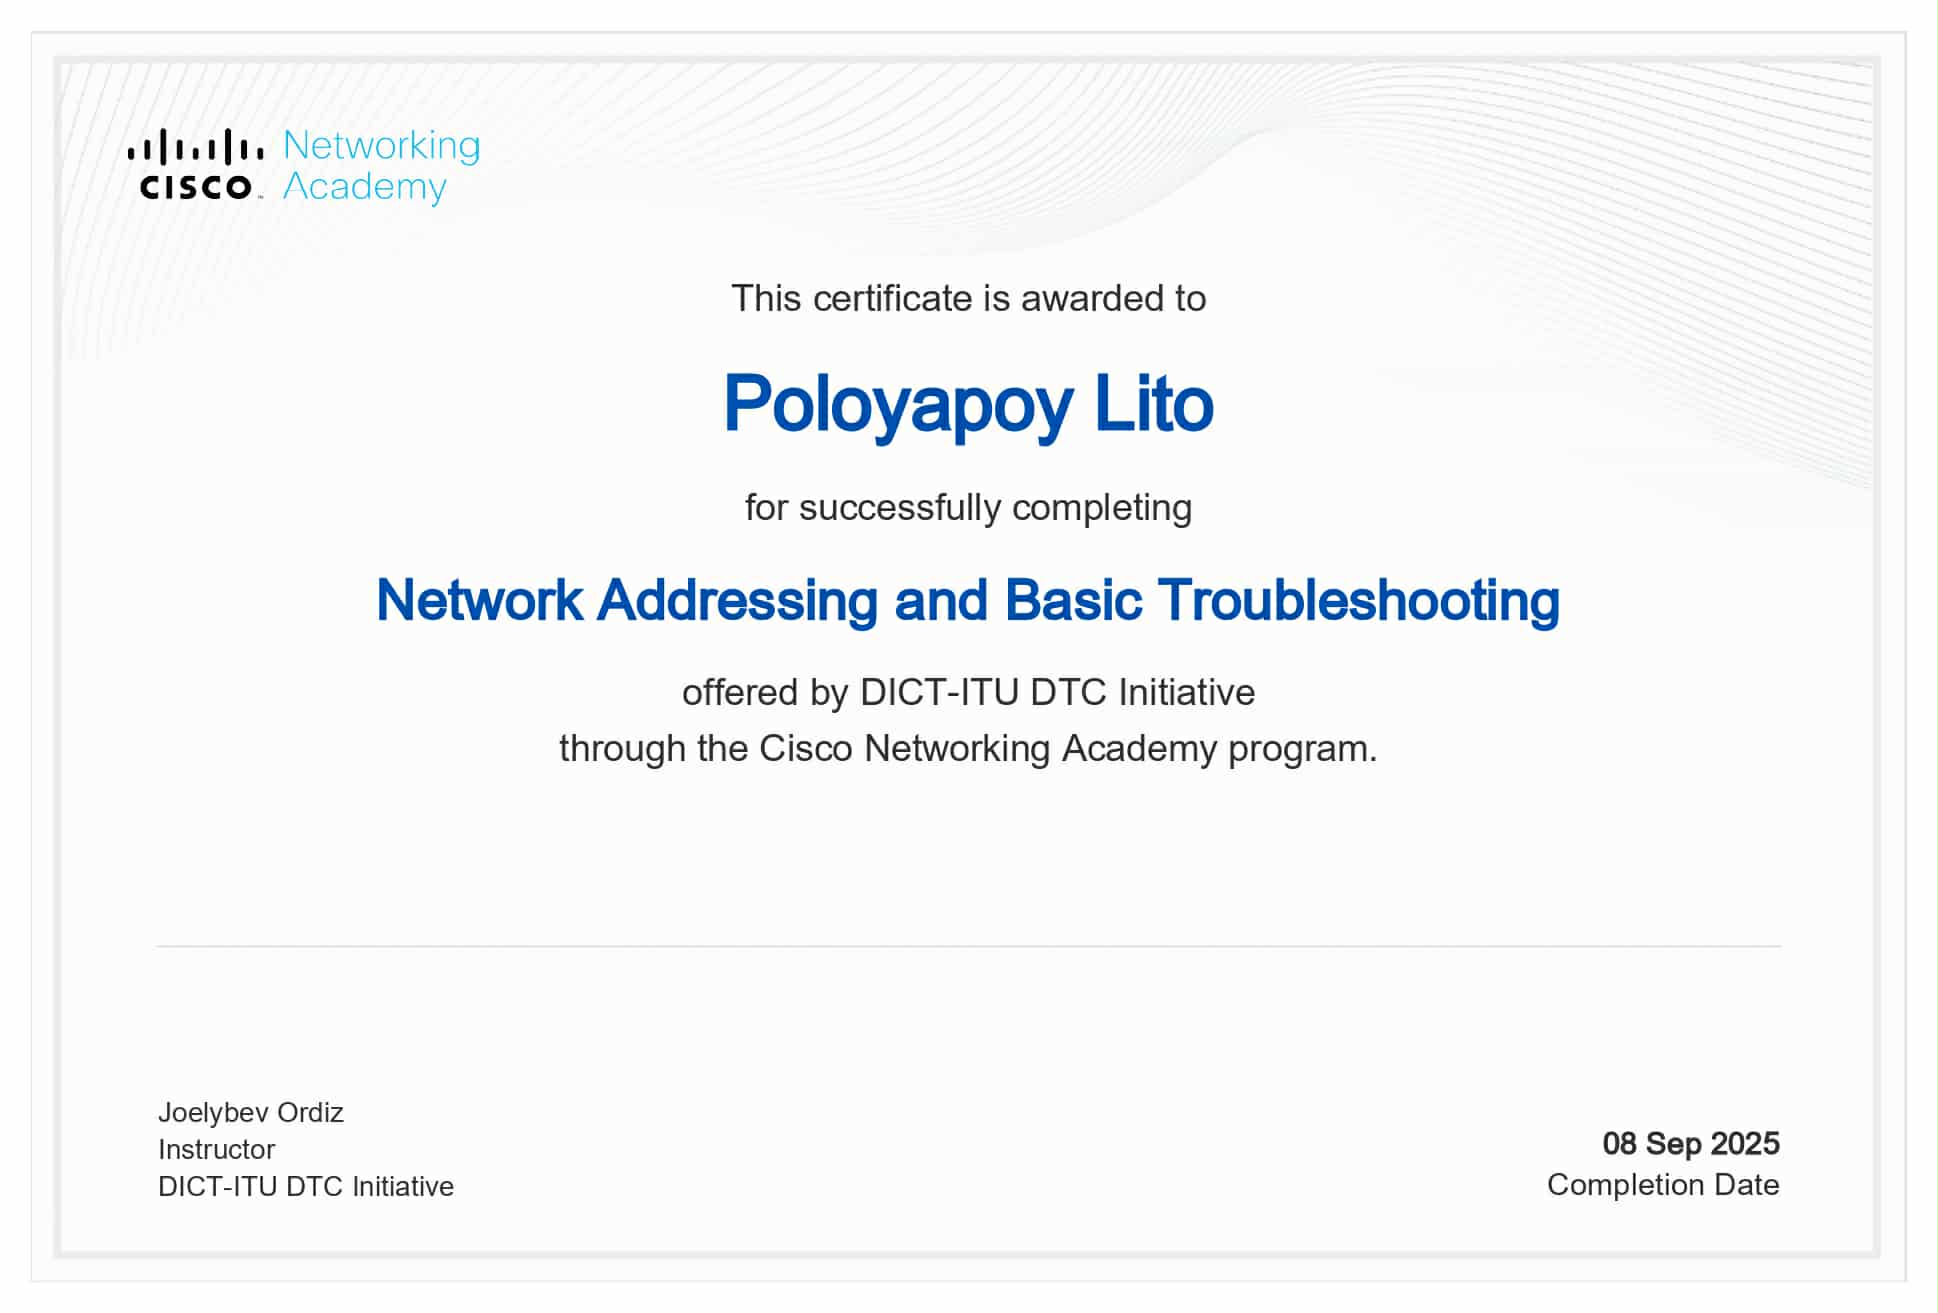 Networking
cisco™ Academy
This certificate is awarded to
Poloyapoy Lito
for successfully completing
Network Addressing and Basic Troubleshooting
offered by DICT-ITU DTC Initiative
through the Cisco Networking Academy program.
Joelybev Ordiz
Instructor
DICT-ITU DTC Initiative
08 Sep 2025
Completion Date